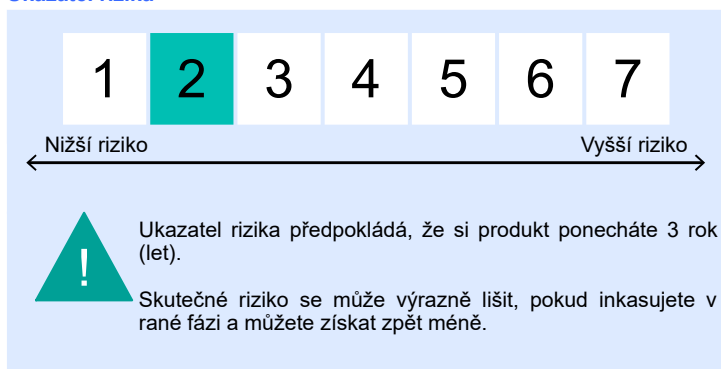 1 2 3 4 5 6 7
Nižší riziko Vyšší riziko
!
Ukazatel rizika předpokládá, že si produkt ponecháte 3 rok
(let).
Skutečné riziko se může výrazně lišit, pokud inkasujete v
rané fázi a můžete získat zpět méně.